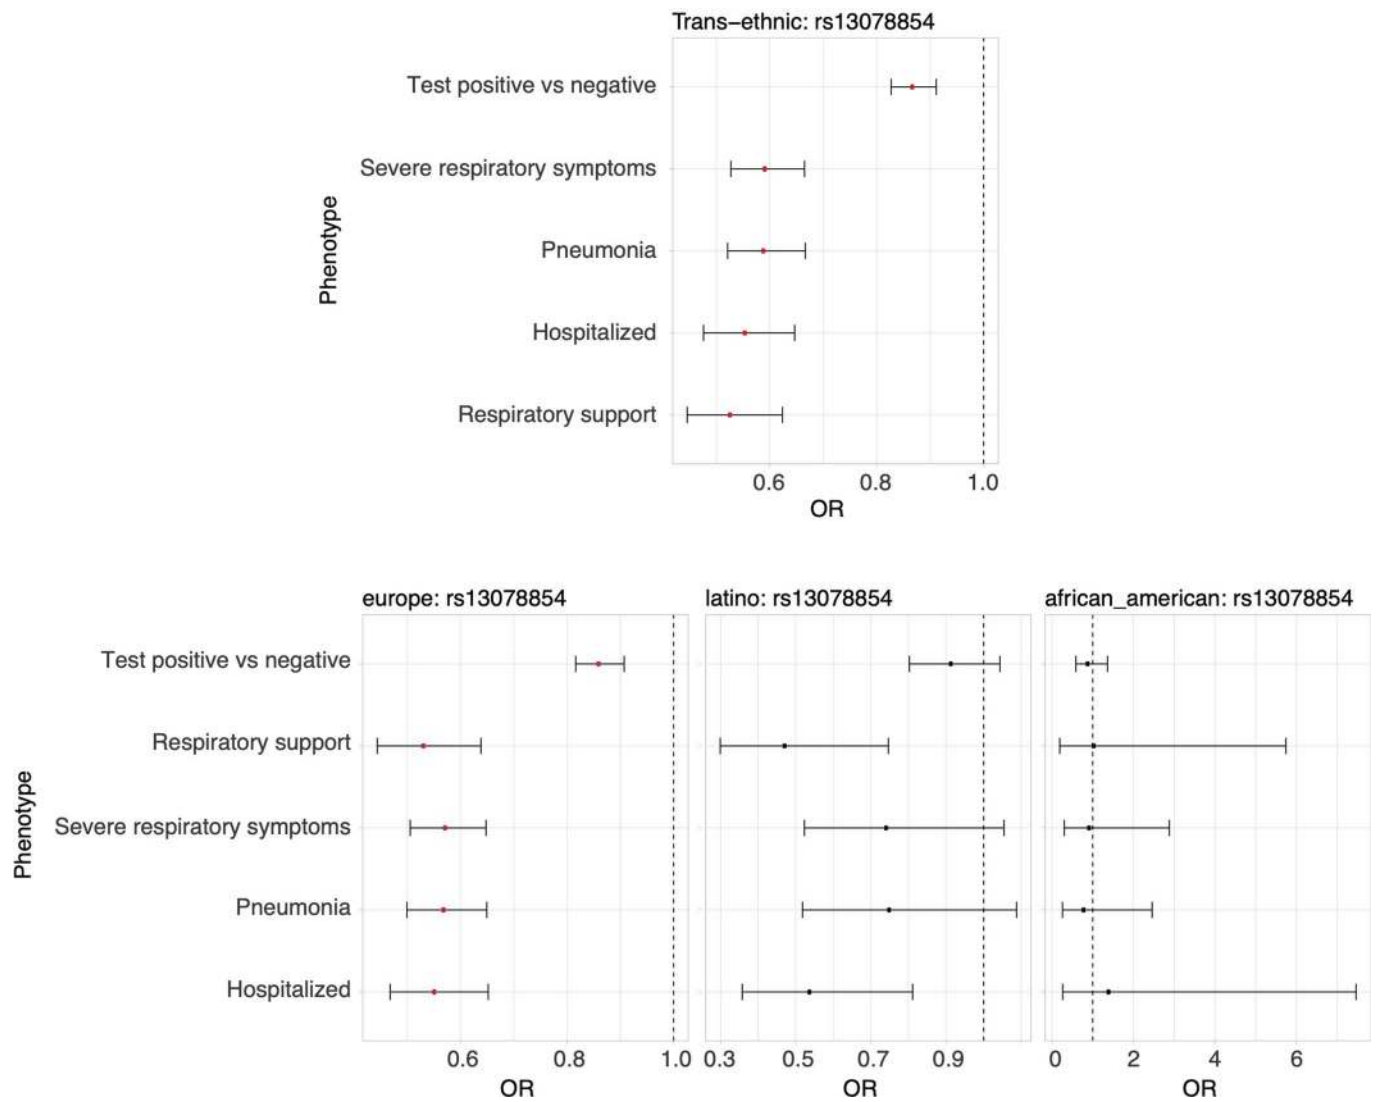 Trans-ethnic: rs13078854
Test positive vs negative
Severe respiratory symptoms
Pneumonia
Hospitalized
Respiratory support
Phenotype
0.6 0.8 1.0
OR
europe: rs13078854 latino: rs13078854 african_american: rs13078854
Test positive vs negative
Respiratory support
Severe respiratory symptoms
Pneumonia
Hospitalized
Phenotype
0.6 0.8 1.0 0.3 0.5 0.7 0.9 0 2 4 6
OR OR OR